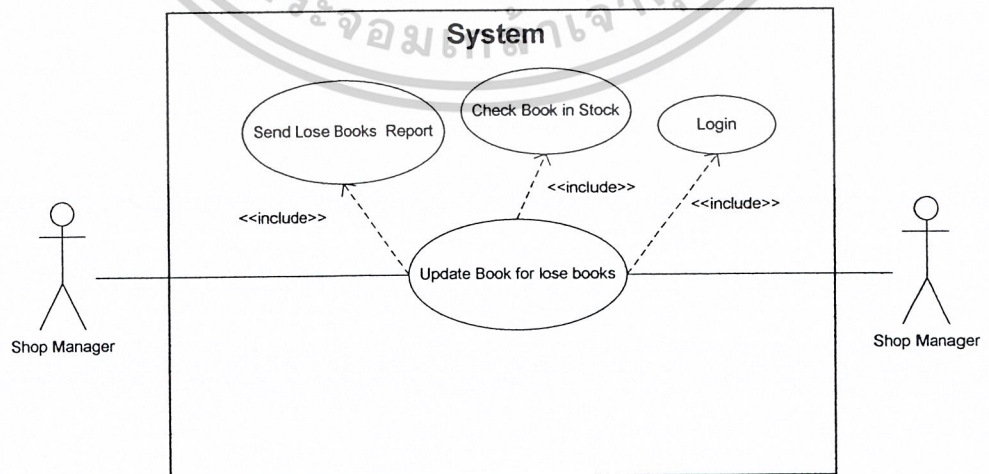 System
Send Lose Books Report
Check Book in Stock
Login
<<include>>
<<include>>
<<include>>
Update Book for lose books
Shop Manager
Shop Manager